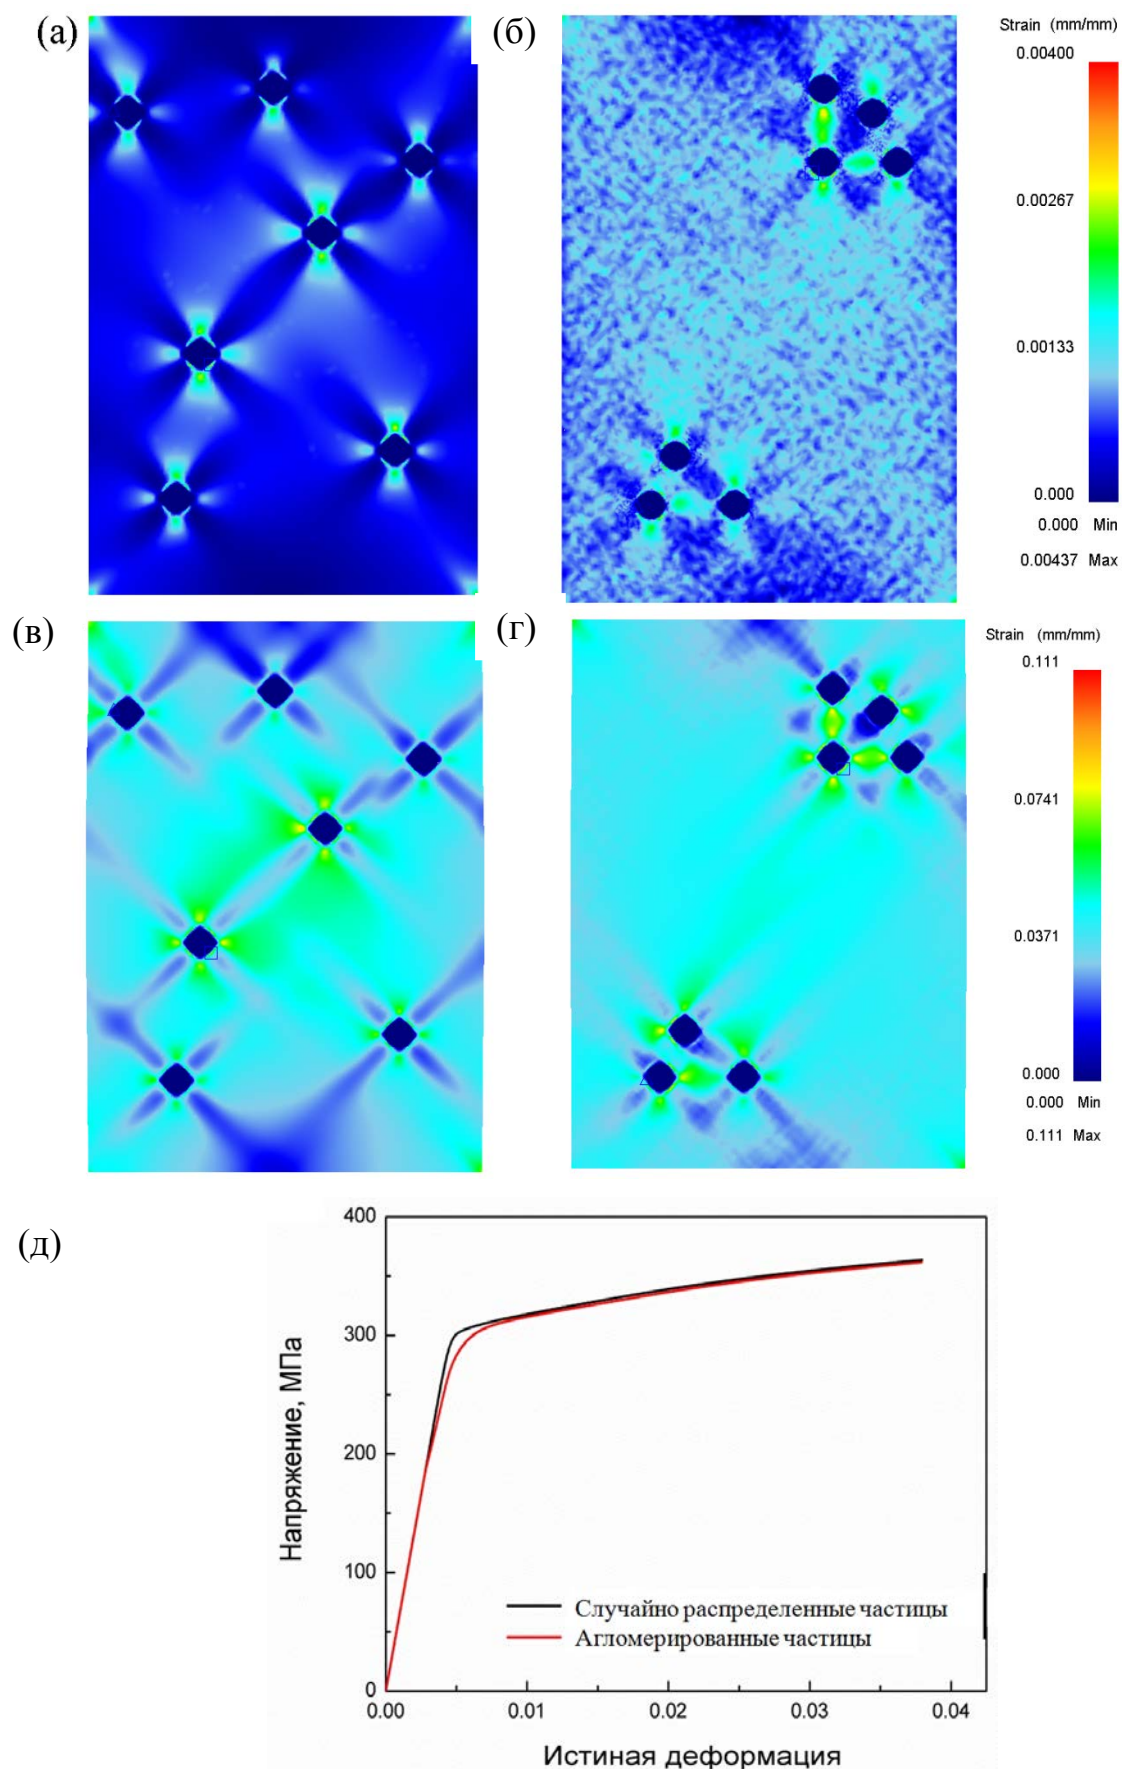 (а)
(б)
Strain (mm/mm)
0.00400
0.00267
0.00133
0.000
0.000 Min
0.00437 Max
(в)
(г)
Strain (mm/mm)
0.111
0.0741
0.0371
0.000
0.000 Min
0.111 Max
(д)
400
300
200
100
0
Напряжение, МПа
Случайно распределенные частицы
Агломерированные частицы
0.00 0.01 0.02 0.03 0.04
Истиная деформация